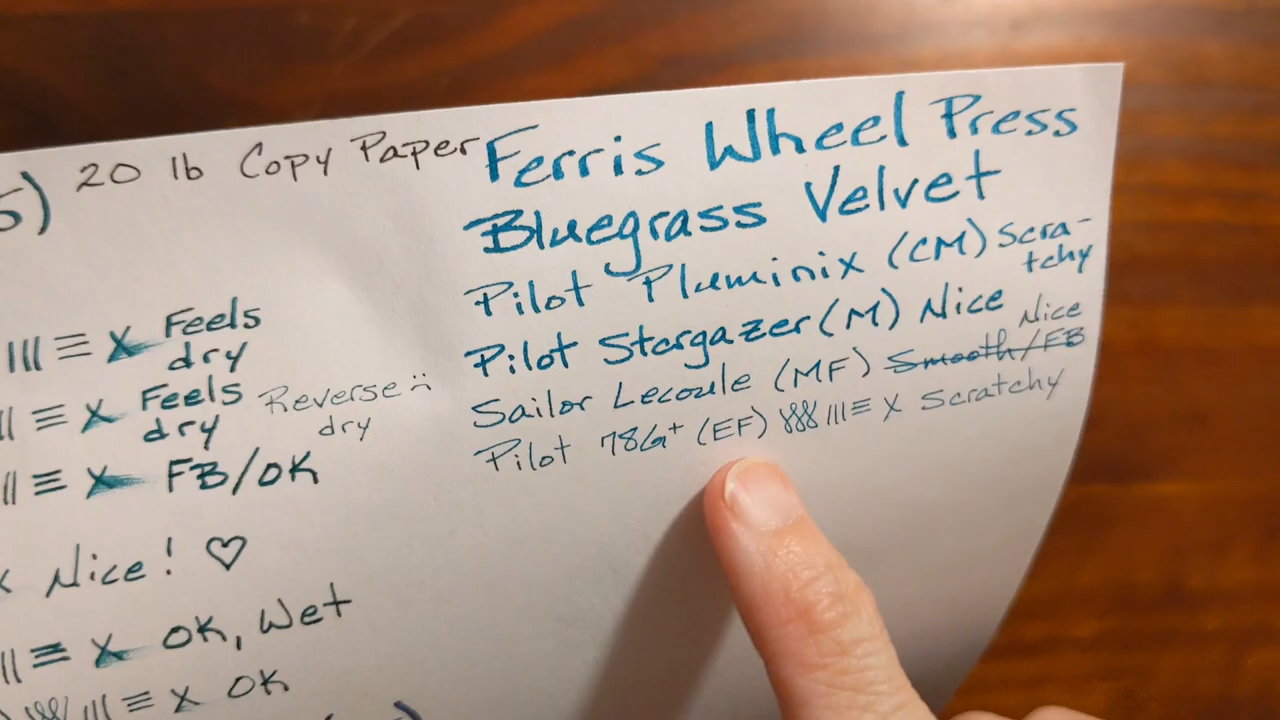 5) 20 lb Copy Paper
||| ≡ X Feels
dry
|| ≡ X Feels
dry
Reverse
dry
|| ≡ X FB/OK
Nice! ♡
|| ≡ X OK, Wet
||| ≡ X OK
Ferris Wheel Press
Bluegrass Velvet
Pilot Pluminix (CM) Scra-
tchy
Pilot Stargazer (M) Nice
Sailor Lecoule (MF) Smooth/FB Nice
Pilot 78G+ (EF) ||| ≡ X Scratchy